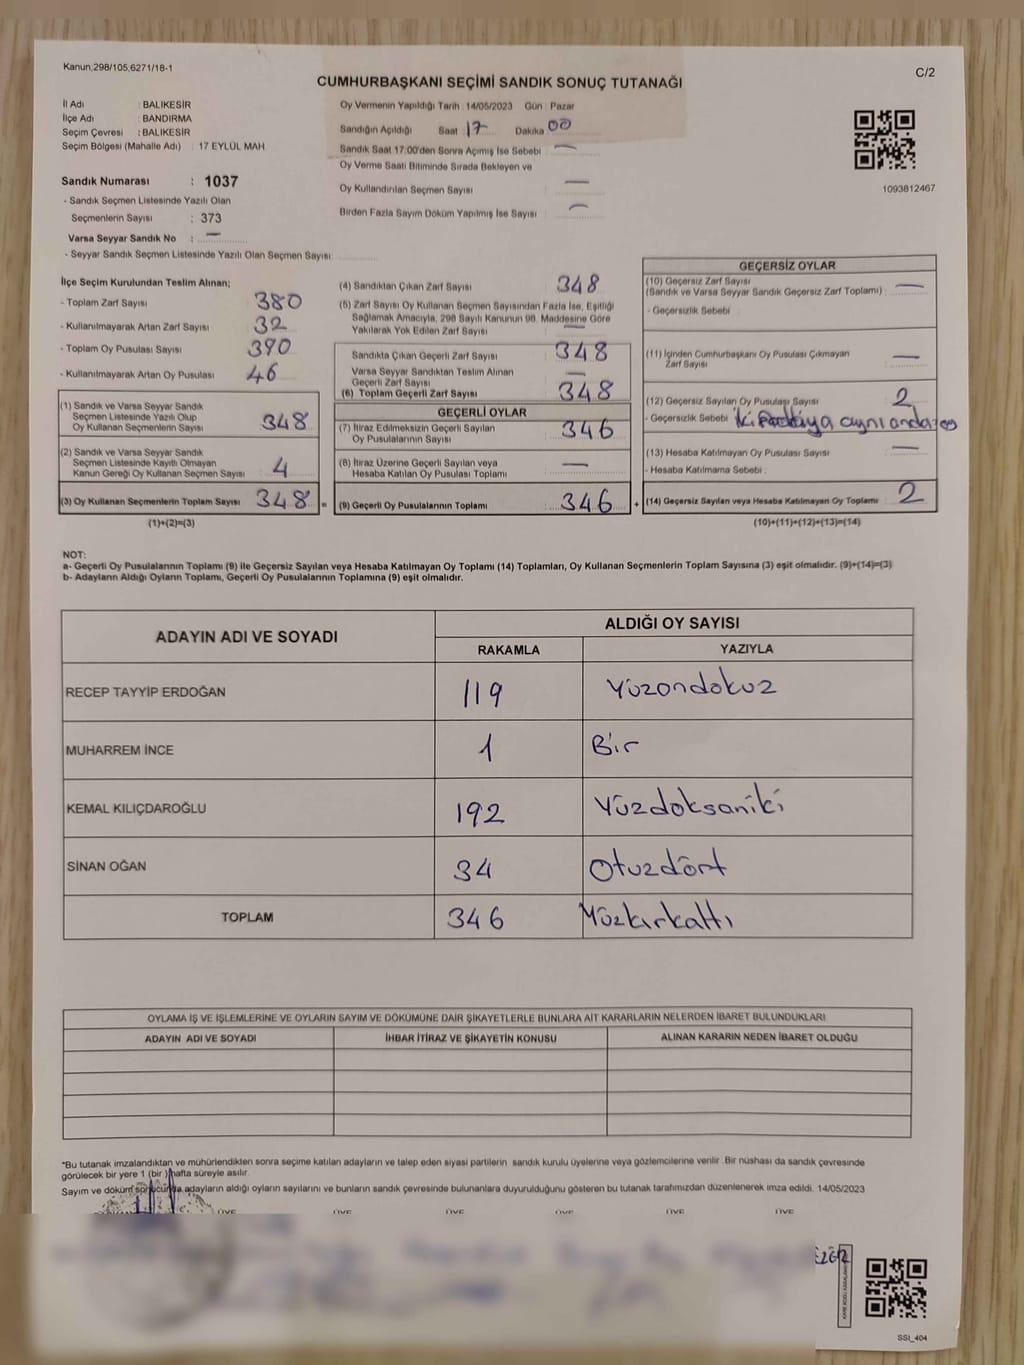 Kanun,298/105,6271/18-1
C/2
CUMHURBAŞKANI SEÇİMİ SANDIK SONUÇ TUTANAĞI
İl Adı : BALIKESİR
İlçe Adı : BANDIRMA
Seçim Çevresi : BALIKESİR
Seçim Bölgesi (Mahalle Adı) : 17 EYLÜL MAH.
Oy Vermenin Yapıldığı Tarih : 14/05/2023 Gün : Pazar
Sandığın Açıldığı Saat 17 Dakika 00
Sandık Saat 17:00'den Sonra Açımış İse Sebebi : —
Oy Verme Saati Bitiminde Sırada Bekleyen ve
Oy Kullandırılan Seçmen Sayısı —
Birden Fazla Sayım Döküm Yapılmış İse Sayısı : —
1093812467
Sandık Numarası : 1037
- Sandık Seçmen Listesinde Yazılı Olan
Seçmenlerin Sayısı : 373
Varsa Seyyar Sandık No : —
- Seyyar Sandık Seçmen Listesinde Yazılı Olan Seçmen Sayısı:
İlçe Seçim Kurulundan Teslim Alınan;
- Toplam Zarf Sayısı 380
- Kullanılmayarak Artan Zarf Sayısı 32
- Toplam Oy Pusulası Sayısı 390
- Kullanılmayarak Artan Oy Pusulası 46
(1) Sandık ve Varsa Seyyar Sandık
Seçmen Listesinde Yazılı Olup
Oy Kullanan Seçmenlerin Sayısı 348
(2) Sandık ve Varsa Seyyar Sandık
Seçmen Listesinde Kayıtlı Olmayan
Kanun Gereği Oy Kullanan Seçmen Sayısı 4
(3) Oy Kullanan Seçmenlerin Toplam Sayısı 348 =
(1)+(2)=(3)
(4) Sandıktan Çıkan Zarf Sayısı 348
(5) Zarf Sayısı Oy Kullanan Seçmen Sayısından Fazla İse, Eşitliği
Sağlamak Amacıyla, 298 Sayılı Kanunun 98. Maddesine Göre
Yakılarak Yok Edilen Zarf Sayısı —
Sandıkta Çıkan Geçerli Zarf Sayısı 348
Varsa Seyyar Sandıktan Teslim Alınan
Geçerli Zarf Sayısı —
(6) Toplam Geçerli Zarf Sayısı 348
GEÇERLİ OYLAR
(7) İtiraz Edilmeksizin Geçerli Sayılan
Oy Pusulalarının Sayısı 346
(8) İtiraz Üzerine Geçerli Sayılan veya
Hesaba Katılan Oy Pusulası Toplamı —
(9) Geçerli Oy Pusulalarının Toplamı 346 +
GEÇERSİZ OYLAR
(10) Geçersiz Zarf Sayısı
(Sandık ve Varsa Seyyar Sandık Geçersiz Zarf Toplamı) : —
- Geçersizlik Sebebi :
(11) İçinden Cumhurbaşkanı Oy Pusulası Çıkmayan
Zarf Sayısı —
(12) Geçersiz Sayılan Oy Pusulası Sayısı 2
- Geçersizlik Sebebi : aynı anda
(13) Hesaba Katılmayan Oy Pusulası Sayısı —
- Hesaba Katılmama Sebebi :
(14) Geçersiz Sayılan veya Hesaba Katılmayan Oy Toplamı 2
(10)+(11)+(12)+(13)=(14)
NOT:
a- Geçerli Oy Pusulalarının Toplamı (9) ile Geçersiz Sayılan veya Hesaba Katılmayan Oy Toplamı (14) Toplamları, Oy Kullanan Seçmenlerin Toplam Sayısına (3) eşit olmalıdır. (9)+(14)=(3)
b- Adayların Aldığı Oyların Toplamı, Geçerli Oy Pusulalarının Toplamına (9) eşit olmalıdır.
ADAYIN ADI VE SOYADI
ALDIĞI OY SAYISI
RAKAMLA YAZIYLA
RECEP TAYYİP ERDOĞAN 119 Yüzondokuz
MUHARREM İNCE 1 Bir
KEMAL KILIÇDAROĞLU 192 Yüzdoksaniki
SİNAN OĞAN 34 Otuzdört
TOPLAM 346 Yüzkırkaltı
OYLAMA İŞ VE İŞLEMLERİNE VE OYLARIN SAYIM VE DÖKÜMÜNE DAİR ŞİKAYETLERLE BUNLARA AİT KARARLARIN NELERDEN İBARET BULUNDUKLARI
ADAYIN ADI VE SOYADI İHBAR İTİRAZ VE ŞİKAYETİN KONUSU ALINAN KARARIN NEDEN İBARET OLDUĞU
*Bu tutanak imzalandıktan ve mühürlendikten sonra seçime katılan adayların ve talep eden siyasi partilerin sandık kurulu üyelerine veya gözlemcilerine verilir. Bir nüshası da sandık çevresinde
görülecek bir yere 1 (bir) hafta süreyle asılır.
Sayım ve döküm sonucunda adayların aldığı oyların sayılarını ve bunların sandık çevresinde bulunanlara duyurulduğunu gösteren bu tutanak tarafımızdan düzenlenerek imza edildi. 14/05/2023
ÜYE ÜYE ÜYE ÜYE ÜYE ÜYE
SSI_404